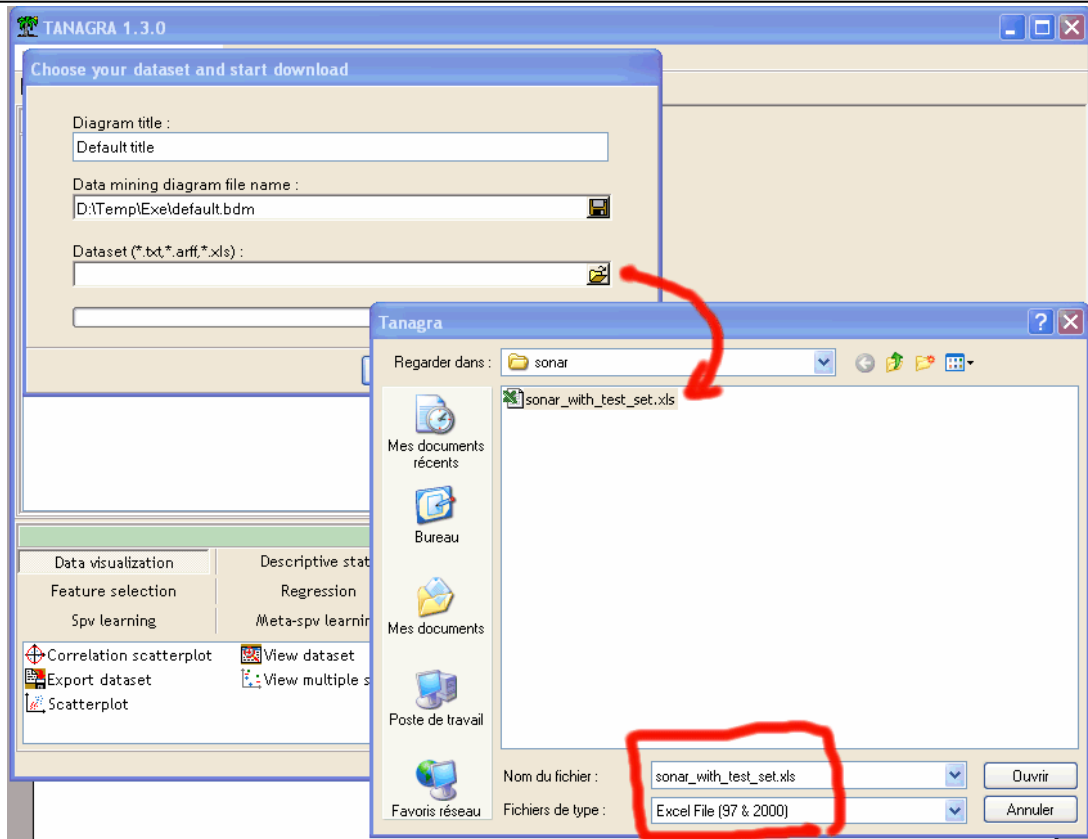 TANAGRA 1.3.0
Choose your dataset and start download
Diagram title :
Default title
Data mining diagram file name :
D:\Temp\Exe\default.bdm
Dataset (*.txt,*.arff,*.xls) :
Tanagra
Regarder dans :
sonar
sonar_with_test_set.xls
Mes documents
récents
Bureau
Mes documents
Poste de travail
Favoris réseau
Nom du fichier :
sonar_with_test_set.xls
Ouvrir
Fichiers de type :
Excel File (97 & 2000)
Annuler
Data visualization
Descriptive stat
Feature selection
Regression
Spv learning
Meta-spv learnin
Correlation scatterplot
View dataset
Export dataset
View multiple s
Scatterplot